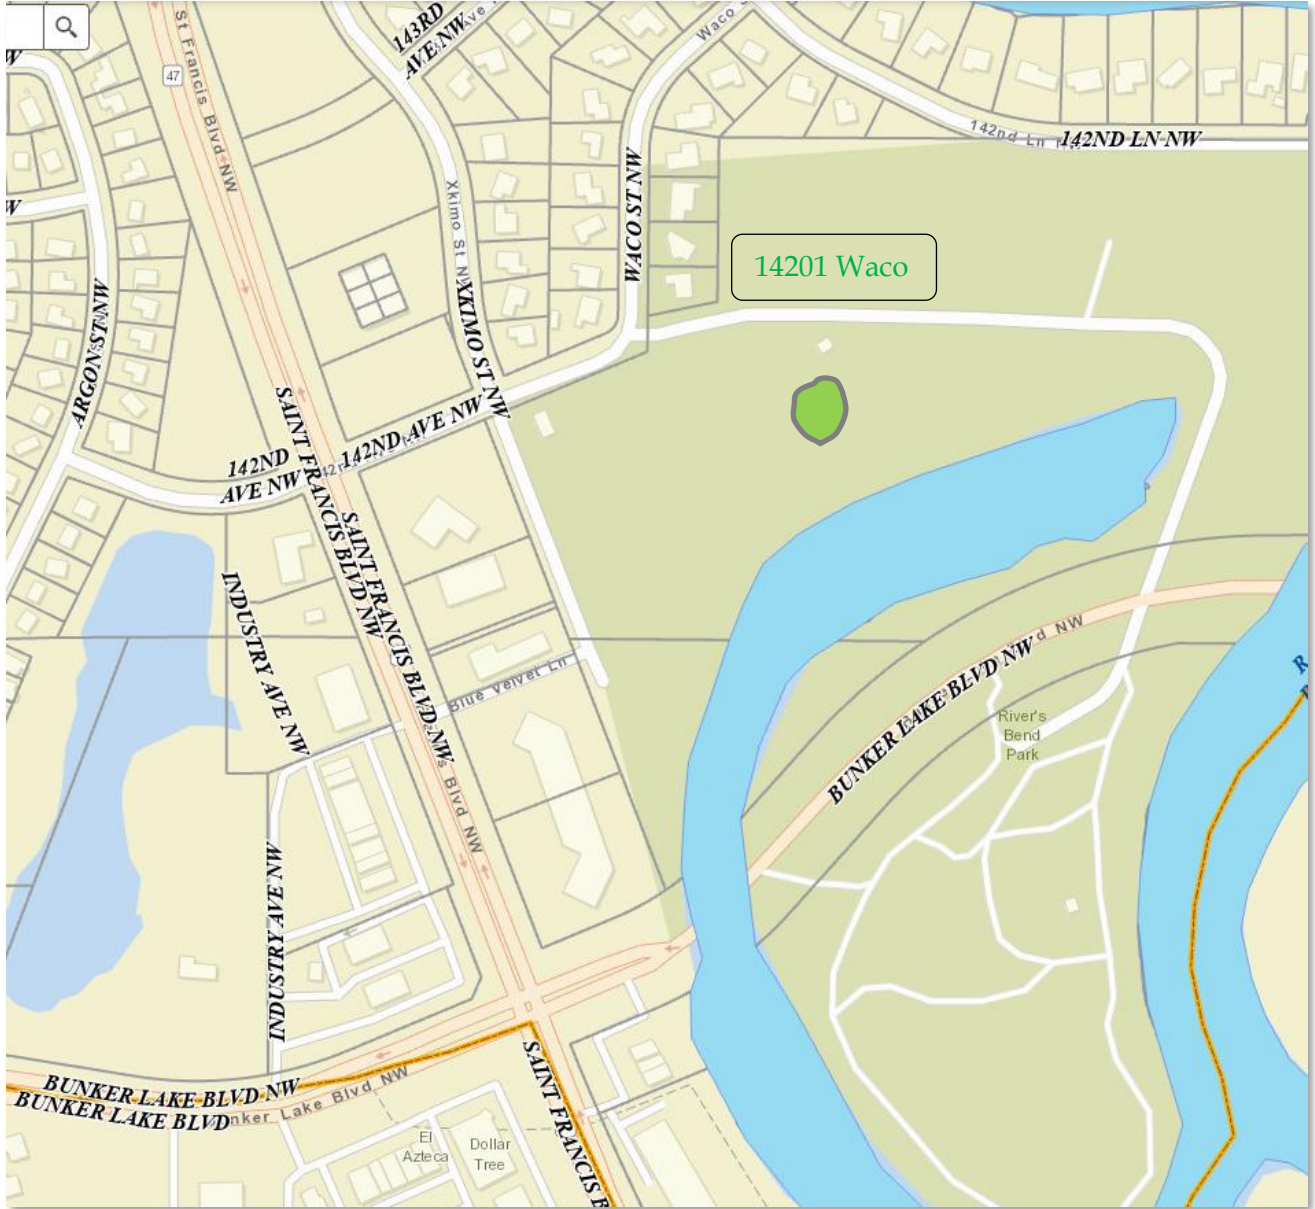 143RD
AVE NW
Ave
Waco S
St Francis Blvd NW
47
W
W
142nd Ln NW
142ND LN NW
WACO ST NW
14201 Waco
Xkimo St N
XKIMO ST NW
ARGON ST NW
142ND
AVE NW
142ND AVE NW
SAINT FRANCIS BLVD NW
SAINT FRANCIS BLVD NW
INDUSTRY AVE NW
Blue Velvet Ln
s Blvd NW
d NW
BUNKER LAKE BLVD NW
River's
Bend
Park
R
INDUSTRY AVE NW
BUNKER LAKE BLVD NW
BUNKER LAKE BLVD
nker Lake Blvd NW
SAINT FRANCIS B
El
Azteca
Dollar
Tree